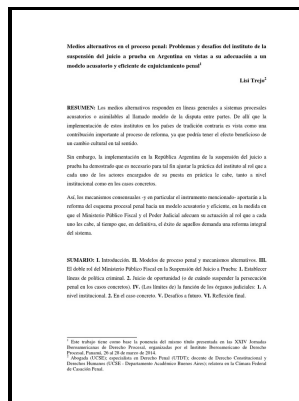 Medios alternativos en el proceso penal: Problemas y desafíos del instituto de la
suspensión del juicio a prueba en Argentina en vistas a su adecuación a un
modelo acusatorio y eficiente de enjuiciamiento penal1
Lisi Trejo2
RESUMEN: Los medios alternativos responden en líneas generales a sistemas procesales
acusatorios o asimilables al llamado modelo de la disputa entre partes. De allí que la
implementación de estos institutos en los países de tradición contraria es vista como una
contribución importante al proceso de reforma, ya que podría tener el efecto beneficioso de
un cambio cultural en tal sentido.
Sin embargo, la implementación en la República Argentina de la suspensión del juicio a
prueba ha demostrado que es necesario para tal fin ajustar la práctica del instituto al rol que a
cada uno de los actores encargados de su puesta en práctica le cabe, tanto a nivel
institucional como en los casos concretos.
Así, los mecanismos consensuales -y en particular el instrumento mencionado- aportarían a la
reforma del esquema procesal penal hacia un modelo acusatorio y eficiente, en la medida en
que el Ministerio Público Fiscal y el Poder Judicial adecuen su actuación al rol que a cada
uno les cabe, al tiempo que, en definitiva, el éxito de aquellos demanda una reforma integral
del sistema.
SUMARIO: I. Introducción. II. Modelos de proceso penal y mecanismos alternativos. III.
El doble rol del Ministerio Público Fiscal en la Suspensión del Juicio a Prueba: 1. Establecer
líneas de política criminal. 2. De la oportunidad (o de cuándo suspender la persecución
penal en los casos concretos). IV. (Los límites de) la función de los órganos judiciales: 1. A
nivel institucional. 2. En el caso concreto. V. Desafíos a futuro. VI. Reflexión final.
1 Este trabajo tiene como base la ponencia del mismo título presentada en las XXIV Jornadas
Iberoamericanas de Derecho Procesal, organizadas por el Instituto Iberoamericano de Derecho
Procesal, Panamá, 26 al 28 de marzo de 2014.
2 Abogada (UCSE); especialista en Derecho Penal (UTDT); docente de Derecho Constitucional y
Derechos Humanos (UCSE - Departamento Académico Buenos Aires); relatora en la Cámara Federal
de Casación Penal.